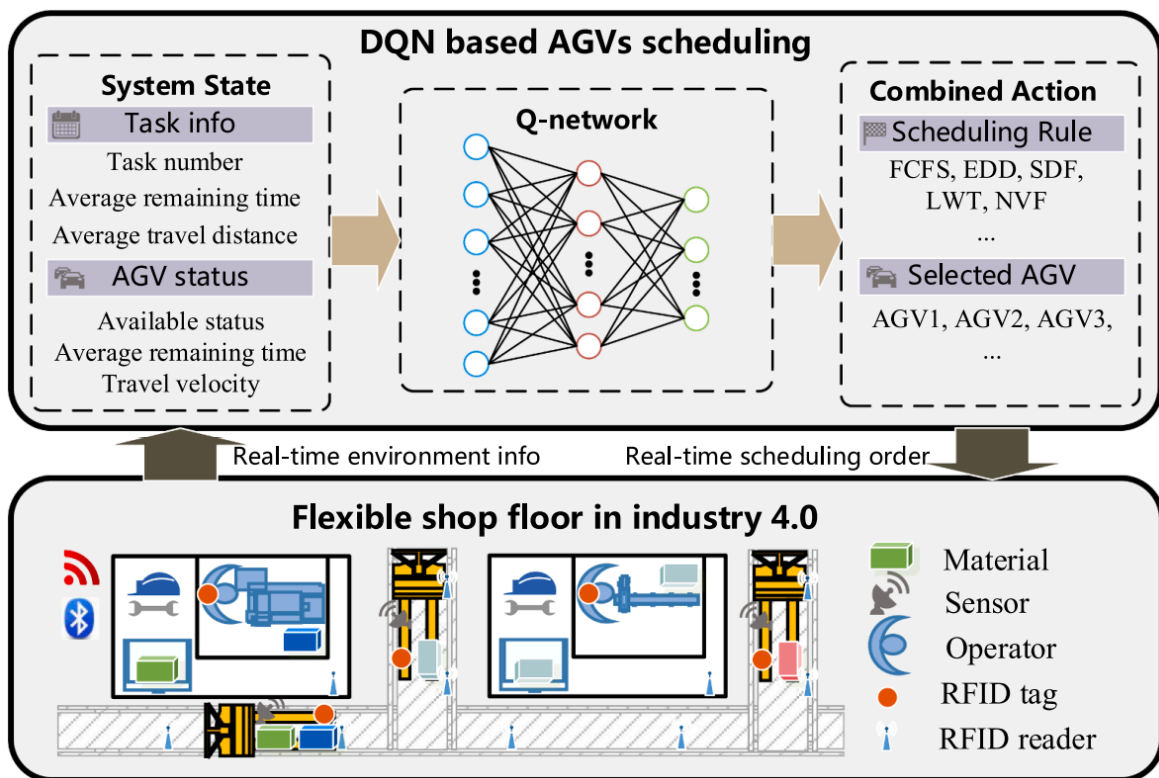 DQN based AGVs scheduling
System State
Task info
Task number
Average remaining time
Average travel distance
AGV status
Available status
Average remaining time
Travel velocity
Q-network
Combined Action
Scheduling Rule
FCFS, EDD, SDF,
LWT, NVF
...
Selected AGV
AGV1, AGV2, AGV3,
...
Real-time environment info
Real-time scheduling order
Flexible shop floor in industry 4.0
Material
Sensor
Operator
RFID tag
RFID reader